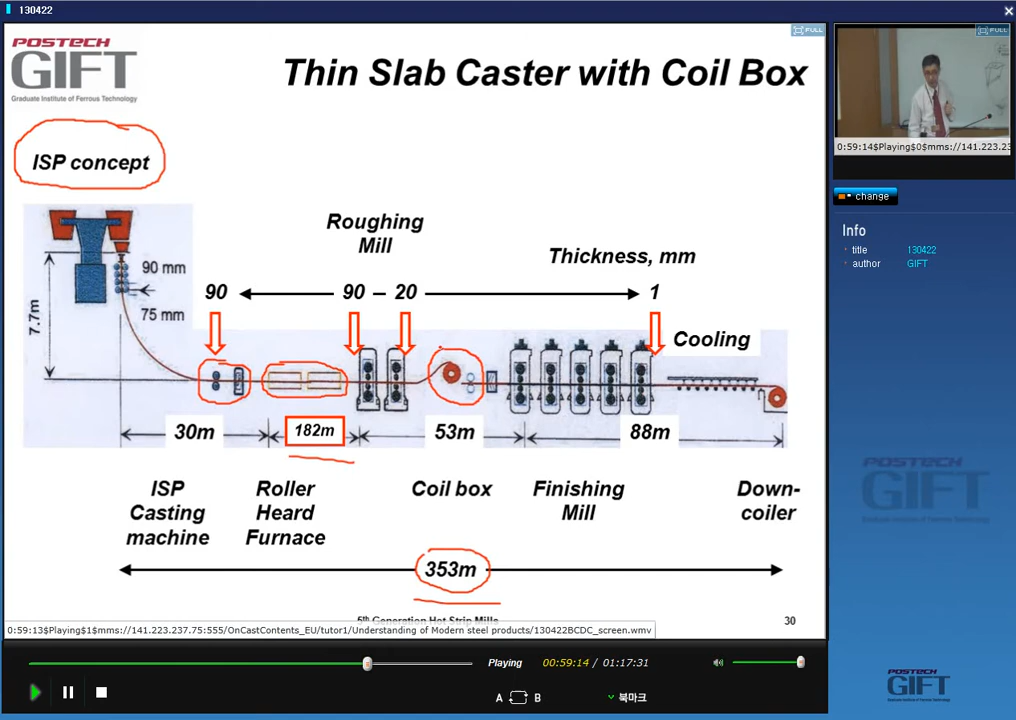 130422
POSTECH
GIFT
Graduate Institute of Ferrous Technology
Thin Slab Caster with Coil Box
FULL
FULL
0:59:14$Playing$0$mms://141.223.23
change
Info
title 130422
author GIFT
ISP concept
Roughing
Mill
Thickness, mm
90 mm
75 mm
7.7m
90
90 – 20
1
Cooling
30m
182m
53m
88m
ISP
Casting
machine
Roller
Heard
Furnace
Coil box
Finishing
Mill
Down-
coiler
353m
5th Generation Hot Strip Mills
30
0:59:13$Playing$1$mms://141.223.237.75:555/OnCastContents_EU/tutor1/Understanding of Modern steel products/130422BCDC_screen.wmv
POSTECH
GIFT
Graduate Institute of Ferrous Technology
Playing
00:59:14 / 01:17:31
A B
북마크
POSTECH
GIFT